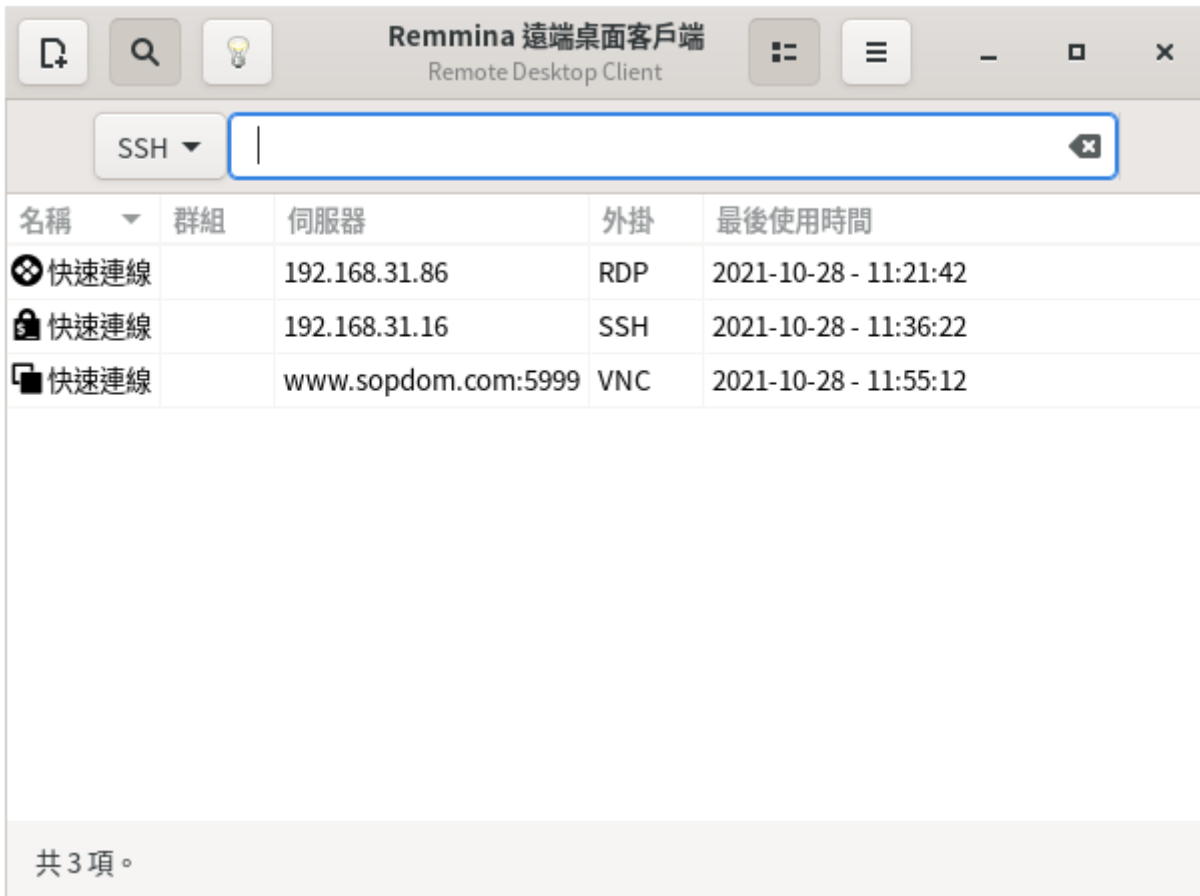 Remmina 遠端桌面客戶端
Remote Desktop Client
SSH
名稱 群組 伺服器 外掛 最後使用時間
快速連線 192.168.31.86 RDP 2021-10-28 - 11:21:42
快速連線 192.168.31.16 SSH 2021-10-28 - 11:36:22
快速連線 www.sopdom.com:5999 VNC 2021-10-28 - 11:55:12
共 3 項。